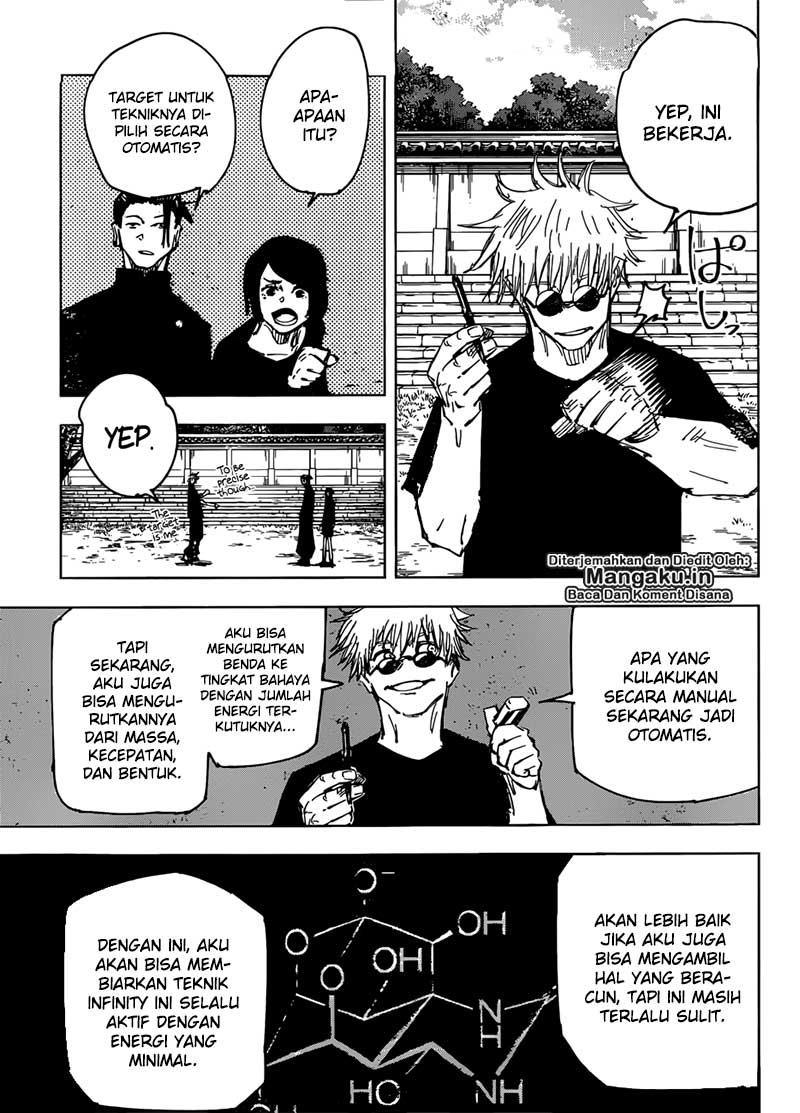 YEP, INI
BEKERJA.
ぱしっ
APA-
APAAN
ITU?
TARGET UNTUK
TEKNIKNYA DI-
PILIH SECARA
OTOMATIS?
YEP.
To be
precise
though...
The
target
is me
Diterjemahkan dan Diedit Oleh:
Mangaku.in
Baca Dan Koment Disana
APA YANG
KULAKUKAN
SECARA MANUAL
SEKARANG JADI
OTOMATIS.
AKU BISA
MENGURUTKAN
BENDA KE
TINGKAT BAHAYA
DENGAN JUMLAH
ENERGI TER-
KUTUKNYA...
TAPI
SEKARANG,
AKU JUGA
BISA MENGU-
RUTKANNYA
DARI MASSA,
KECEPATAN,
DAN BENTUK.
AKAN LEBIH BAIK
JIKA AKU JUGA
BISA MENGAMBIL
HAL YANG BERA-
CUN, TAPI INI MASIH
TERLALU SULIT.
DENGAN INI, AKU
AKAN BISA MEM-
BIARKAN TEKNIK
INFINITY INI SELALU
AKTIF DENGAN
ENERGI YANG
MINIMAL.
O⁻
O
OH
OH
O
N
H
HO
NH
OH